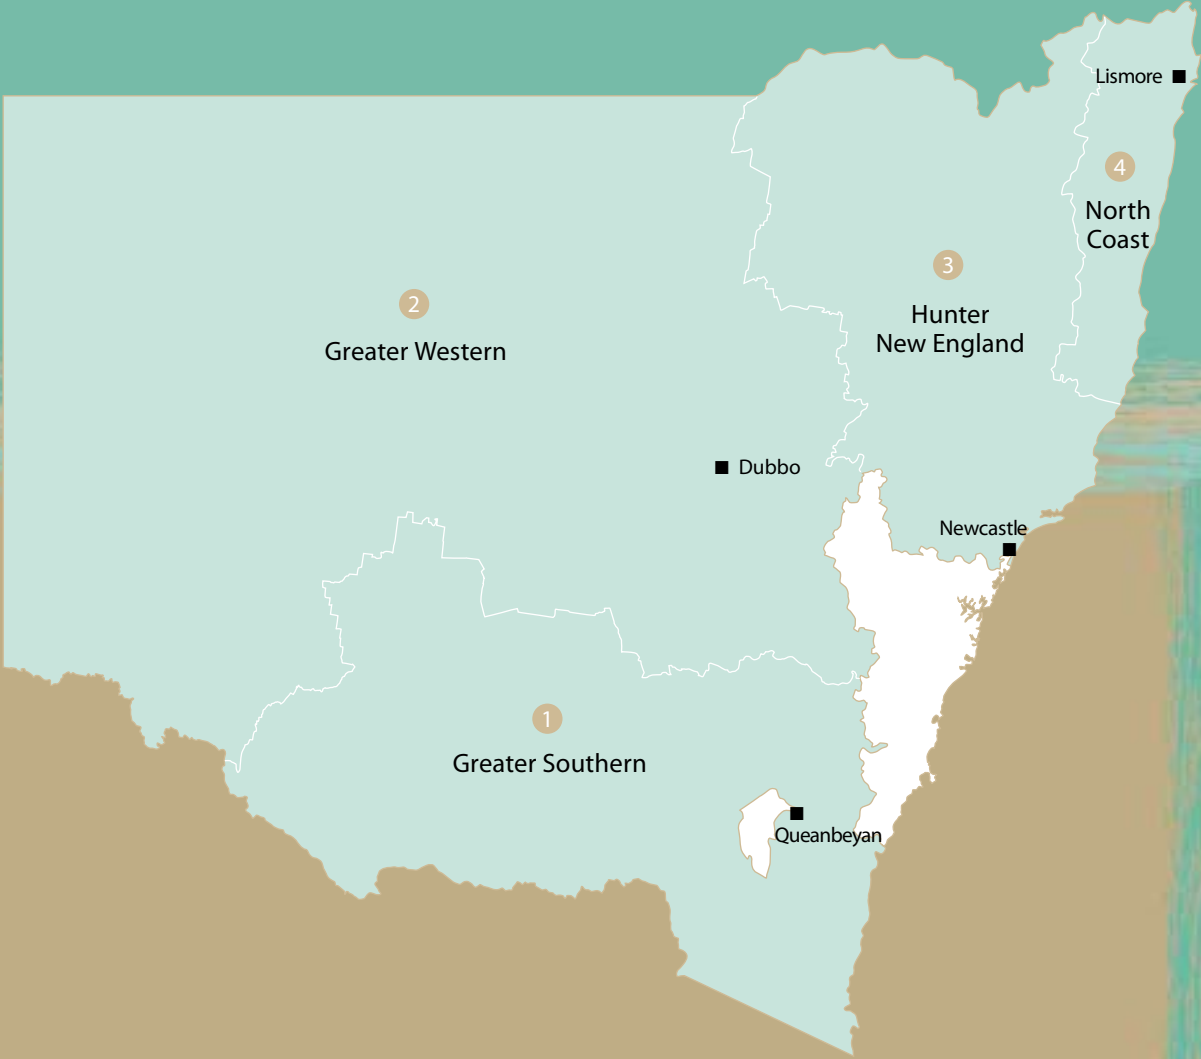 Lismore
4
North
Coast
3
Hunter
New England
2
Greater Western
Dubbo
Newcastle
1
Greater Southern
Queanbeyan